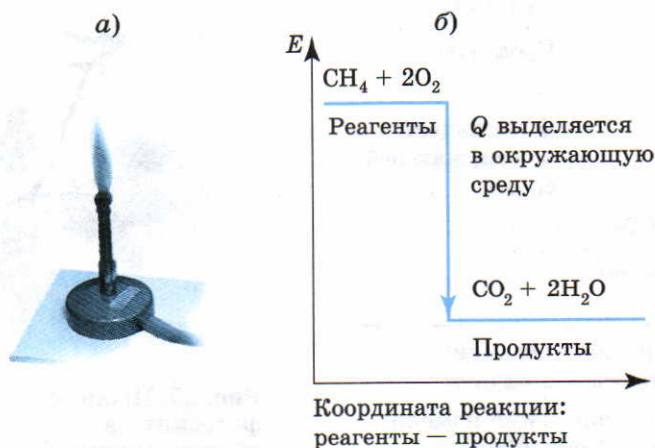 а)
б)
E
CH₄ + 2O₂
Реагенты
Q выделяется
в окружающую
среду
CO₂ + 2H₂O
Продукты
Координата реакции:
реагенты — продукты